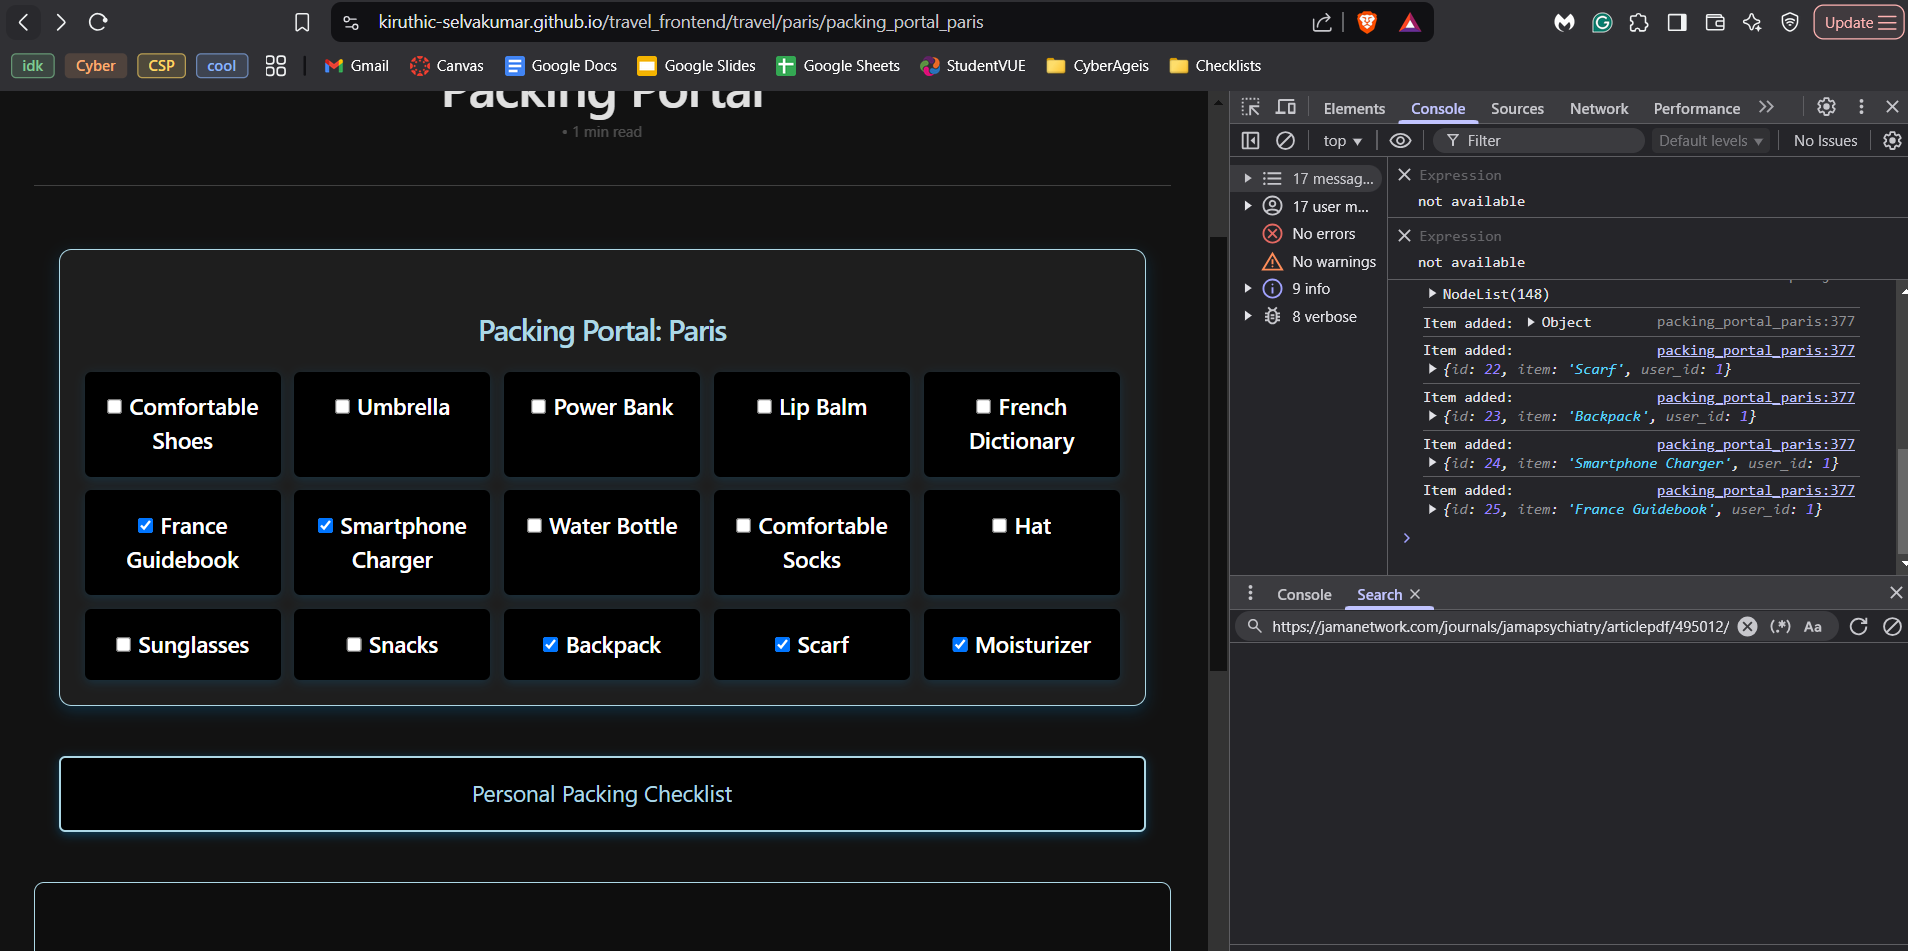 kiruthic-selvakumar.github.io/travel_frontend/travel/paris/packing_portal_paris
Update
idk
Cyber
CSP
cool
Gmail
Canvas
Google Docs
Google Slides
Google Sheets
StudentVUE
CyberAgeis
Checklists
Packing Portal
• 1 min read
Packing Portal: Paris
Comfortable
Shoes
Umbrella
Power Bank
Lip Balm
French
Dictionary
France
Guidebook
Smartphone
Charger
Water Bottle
Comfortable
Socks
Hat
Sunglasses
Snacks
Backpack
Scarf
Moisturizer
Personal Packing Checklist
Elements
Console
Sources
Network
Performance
top
Filter
Default levels
No Issues
17 messag...
17 user m...
No errors
No warnings
9 info
8 verbose
Expression
not available
Expression
not available
NodeList(148)
Item added: Object packing_portal_paris:377
Item added: packing_portal_paris:377
{id: 22, item: 'Scarf', user_id: 1}
Item added: packing_portal_paris:377
{id: 23, item: 'Backpack', user_id: 1}
Item added: packing_portal_paris:377
{id: 24, item: 'Smartphone Charger', user_id: 1}
Item added: packing_portal_paris:377
{id: 25, item: 'France Guidebook', user_id: 1}
Console
Search
https://jamanetwork.com/journals/jamapsychiatry/articlepdf/495012/
(.*)
Aa